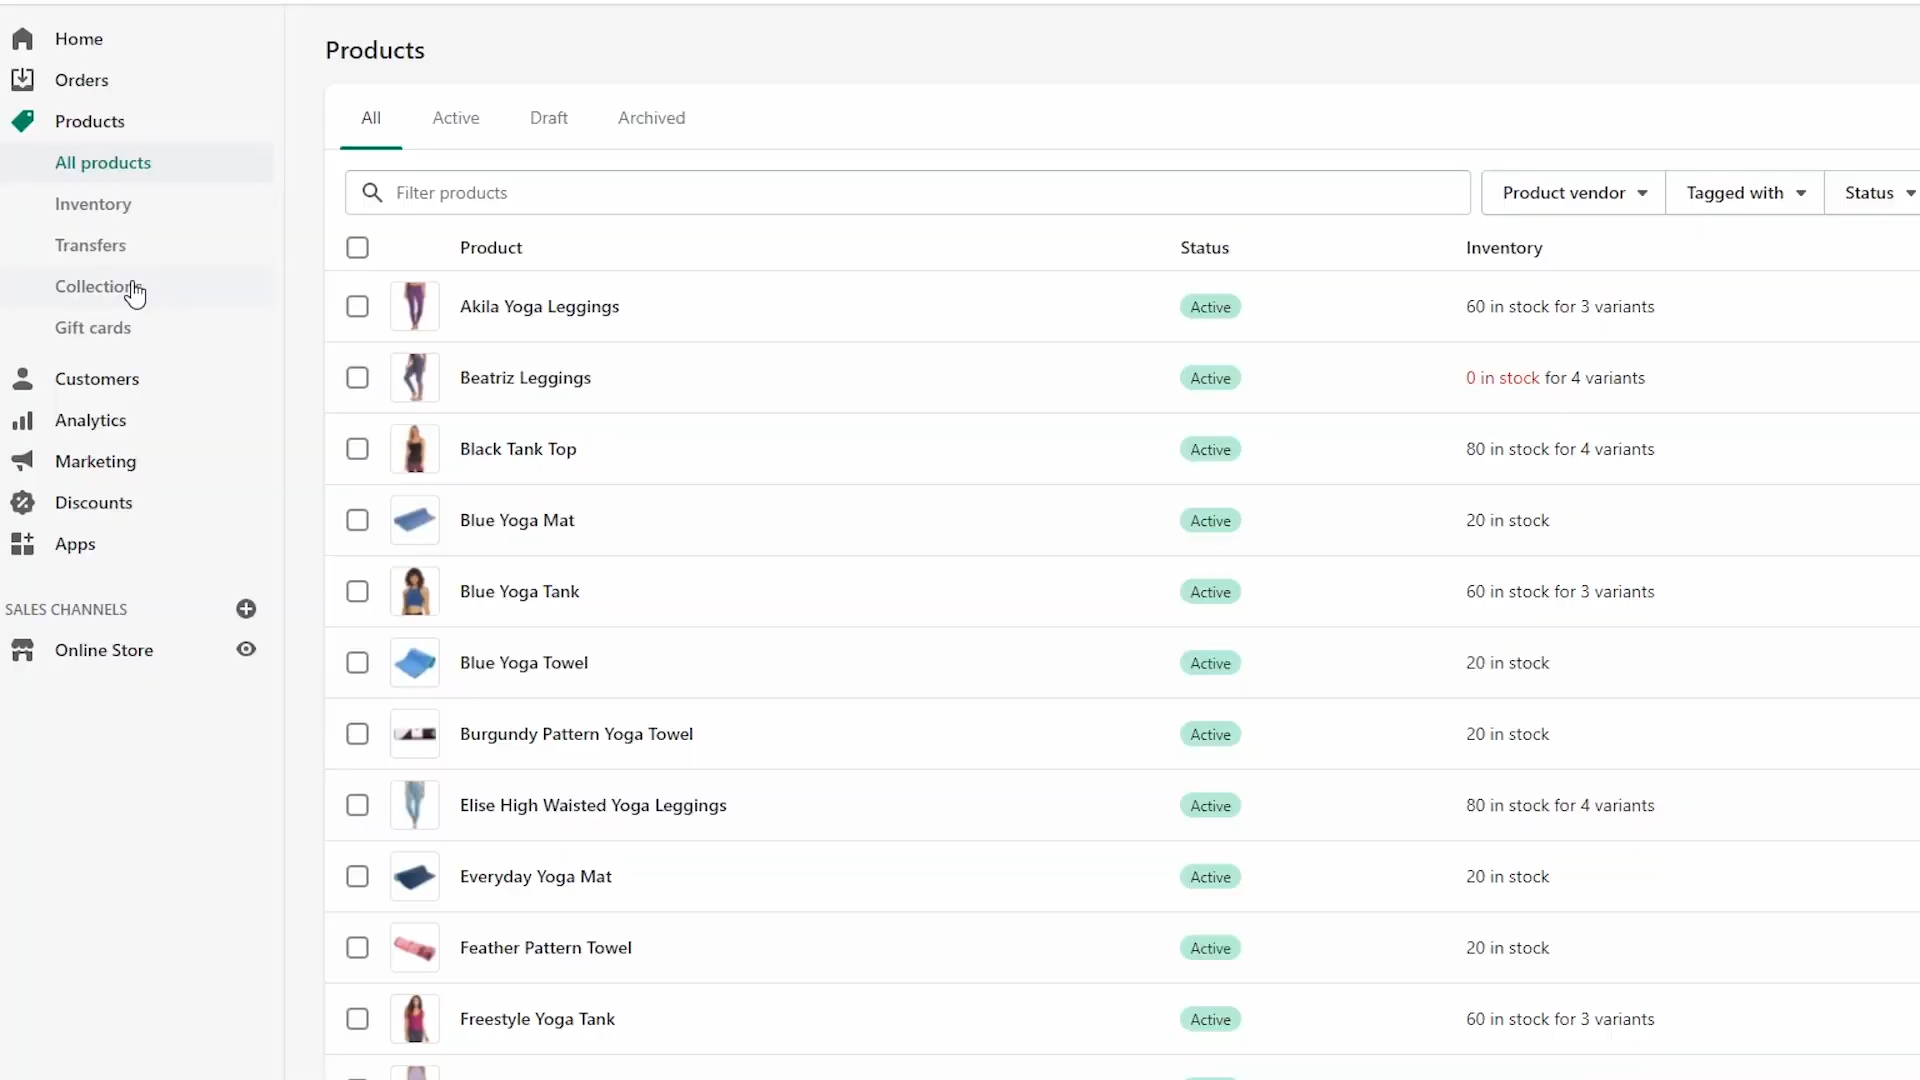 Home
Orders
Products
All products
Inventory
Transfers
Collections
Gift cards
Customers
Analytics
Marketing
Discounts
Apps
SALES CHANNELS
Online Store
Products
All Active Draft Archived
Filter products Product vendor Tagged with Status
Product Status Inventory
Akila Yoga Leggings Active 60 in stock for 3 variants
Beatriz Leggings Active 0 in stock for 4 variants
Black Tank Top Active 80 in stock for 4 variants
Blue Yoga Mat Active 20 in stock
Blue Yoga Tank Active 60 in stock for 3 variants
Blue Yoga Towel Active 20 in stock
Burgundy Pattern Yoga Towel Active 20 in stock
Elise High Waisted Yoga Leggings Active 80 in stock for 4 variants
Everyday Yoga Mat Active 20 in stock
Feather Pattern Towel Active 20 in stock
Freestyle Yoga Tank Active 60 in stock for 3 variants